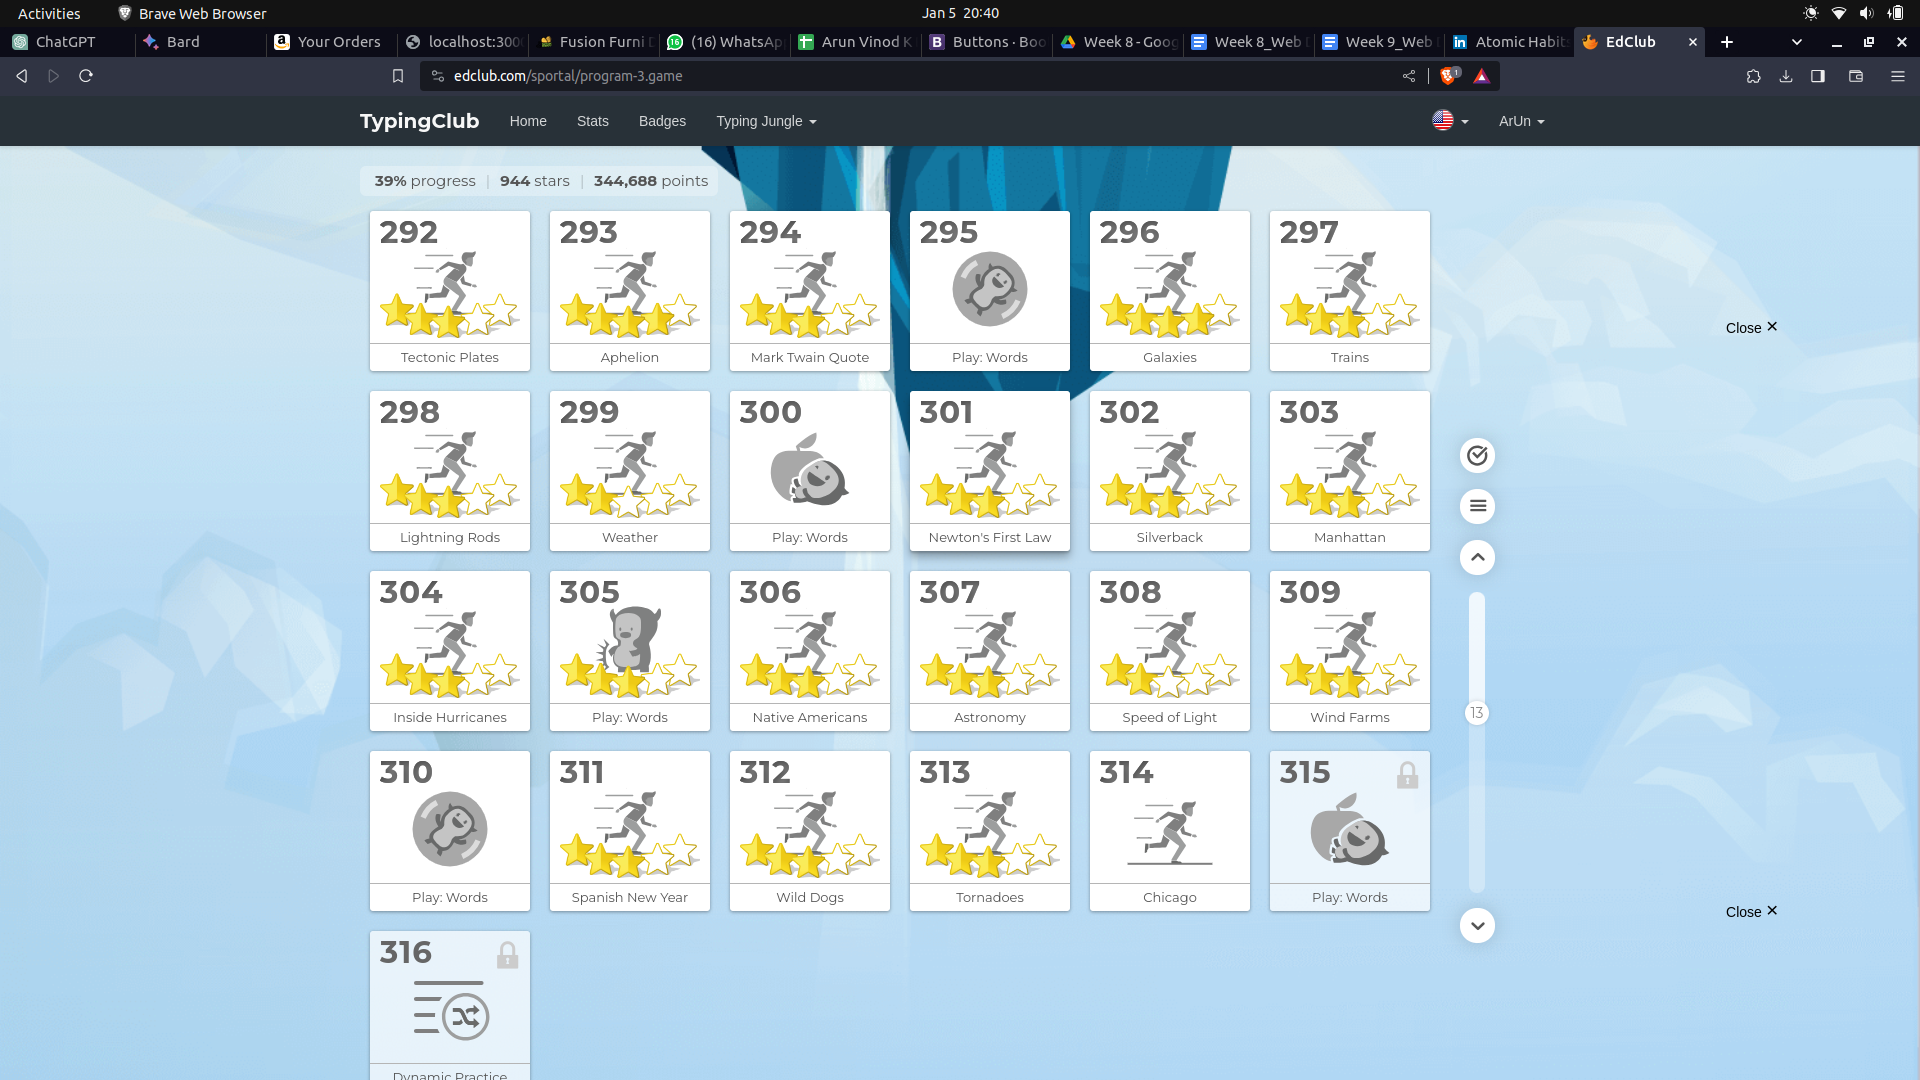 Activities Brave Web Browser Jan 5 20:40
ChatGPT Bard Your Orders localhost:300 Fusion Furni (16) WhatsAp Arun Vinod K Buttons · Boo Week 8 - Goog Week 8_Web Week 9_Web Atomic Habit EdClub
edclub.com/sportal/program-3.game 1
TypingClub Home Stats Badges Typing Jungle ArUn
39% progress | 944 stars | 344,688 points
292 293 294 295 296 297
Close ×
Tectonic Plates Aphelion Mark Twain Quote Play: Words Galaxies Trains
298 299 300 301 302 303
Lightning Rods Weather Play: Words Newton's First Law Silverback Manhattan
304 305 306 307 308 309
Inside Hurricanes Play: Words Native Americans Astronomy Speed of Light Wind Farms
13
310 311 312 313 314 315
Play: Words Spanish New Year Wild Dogs Tornadoes Chicago Play: Words
Close ×
316
Dynamic Practice